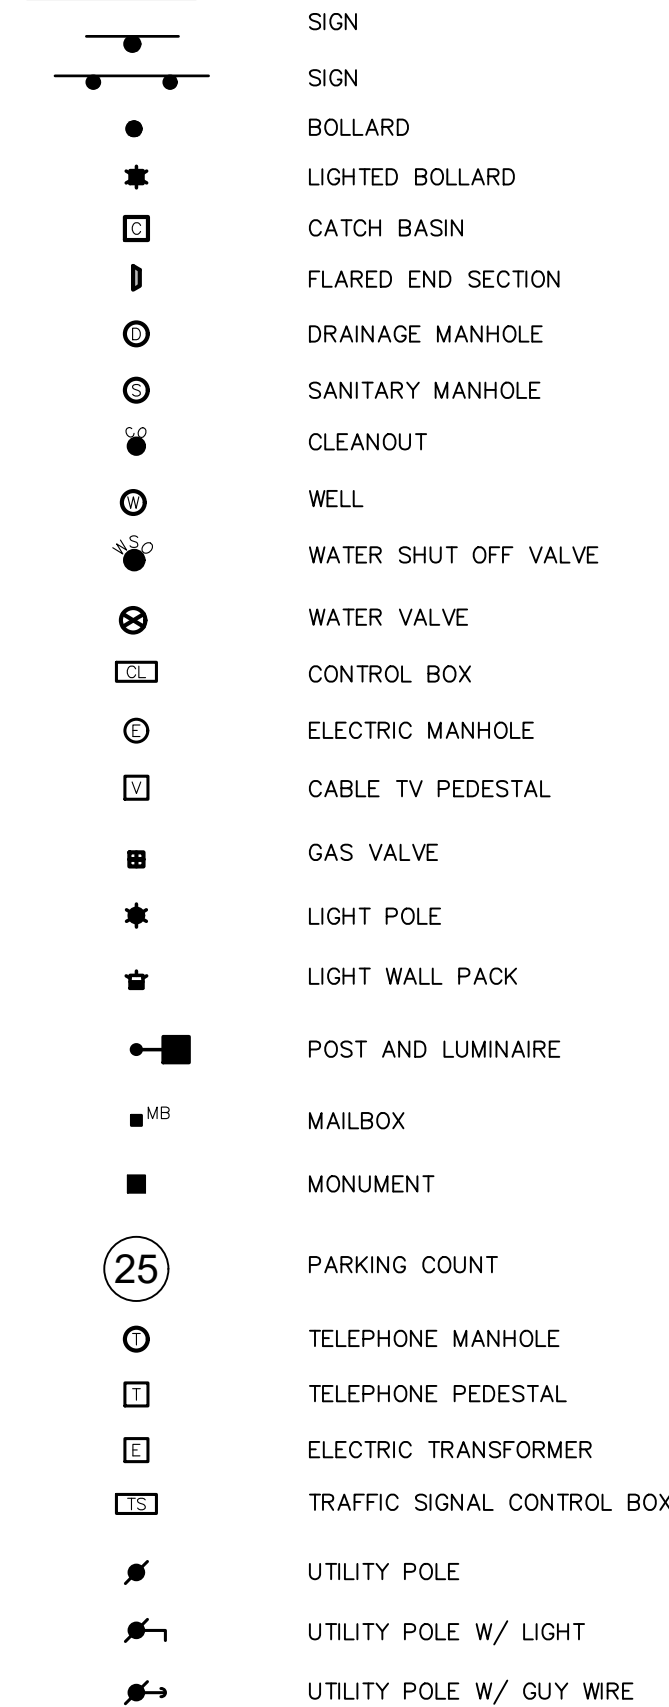 SIGN
SIGN
BOLLARD
LIGHTED BOLLARD
C CATCH BASIN
FLARED END SECTION
D DRAINAGE MANHOLE
S SANITARY MANHOLE
CO CLEANOUT
W WELL
WSO WATER SHUT OFF VALVE
WATER VALVE
CL CONTROL BOX
E ELECTRIC MANHOLE
V CABLE TV PEDESTAL
GAS VALVE
LIGHT POLE
LIGHT WALL PACK
POST AND LUMINAIRE
MB MAILBOX
MONUMENT
25 PARKING COUNT
T TELEPHONE MANHOLE
T TELEPHONE PEDESTAL
E ELECTRIC TRANSFORMER
TS TRAFFIC SIGNAL CONTROL BOX
UTILITY POLE
UTILITY POLE W/ LIGHT
UTILITY POLE W/ GUY WIRE